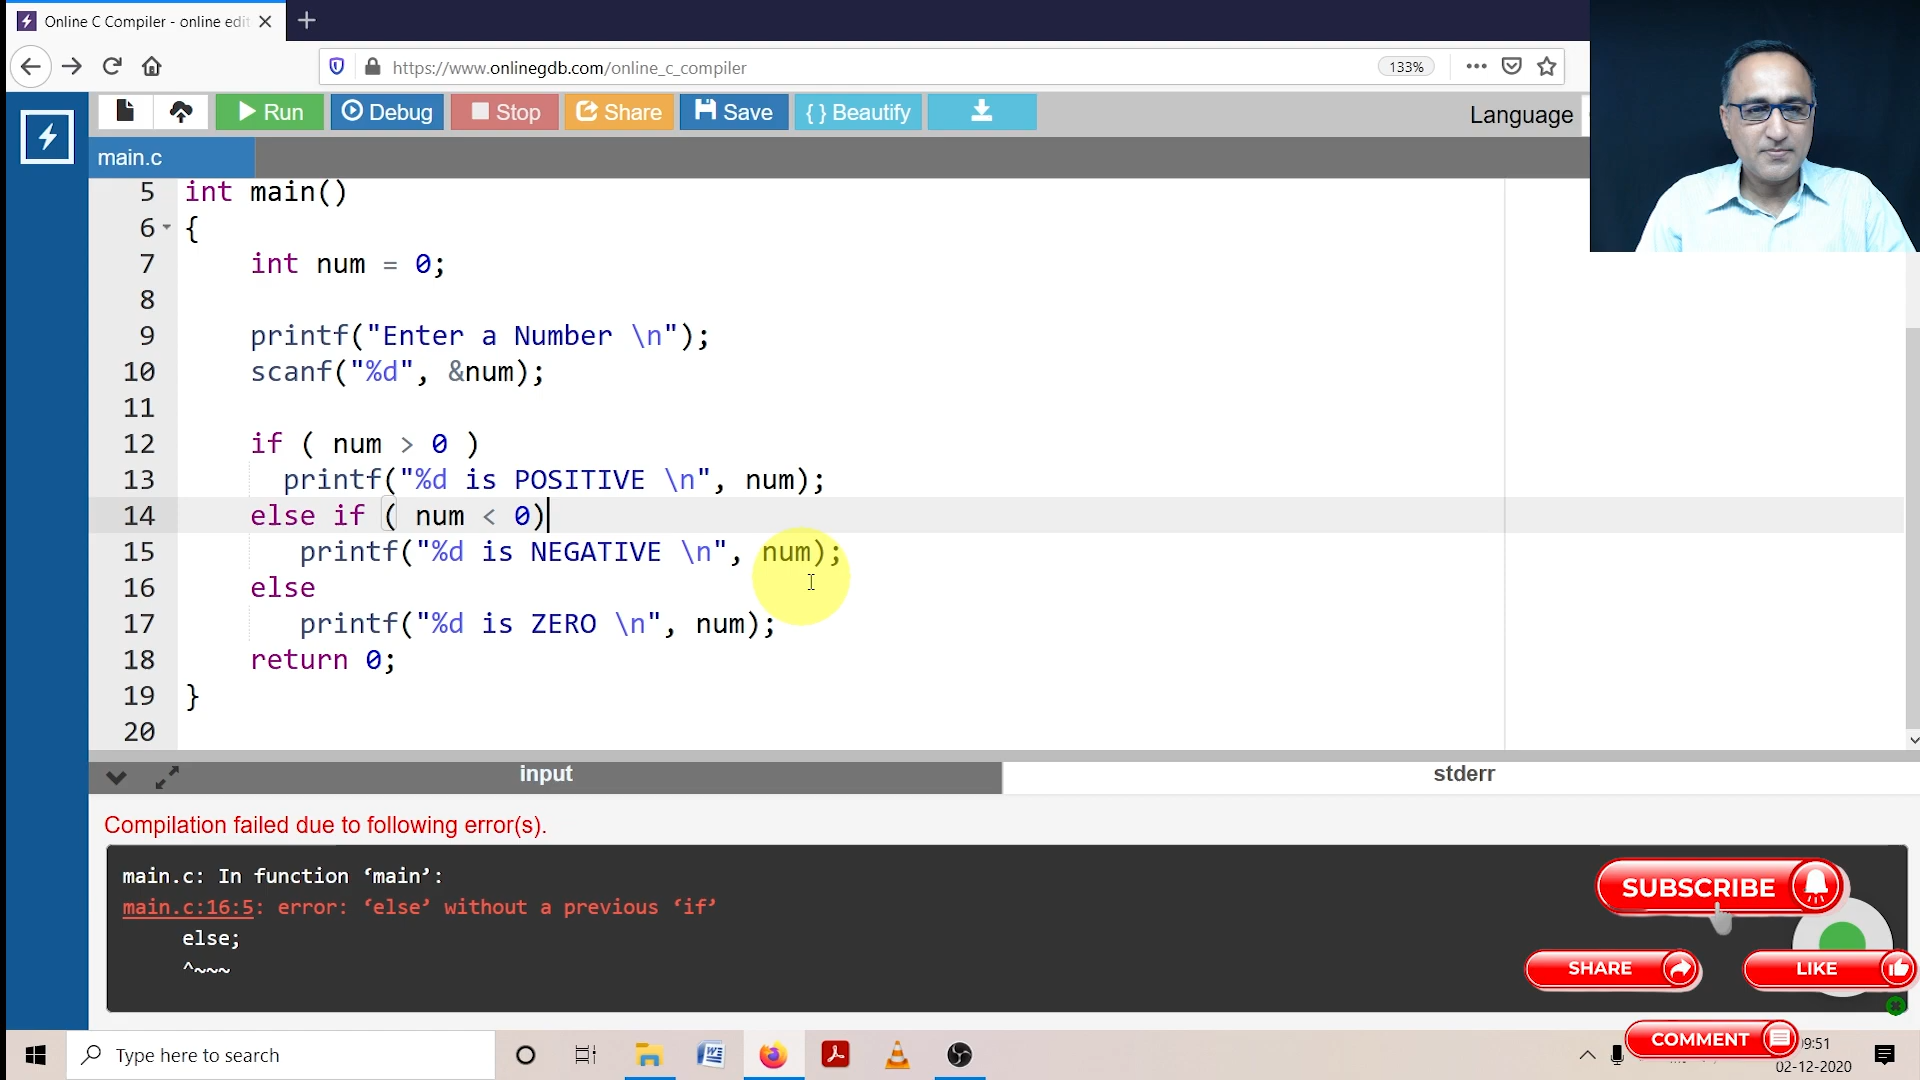 Online C Compiler - online edit
https://www.onlinegdb.com/online_c_compiler
133%
Run
Debug
Stop
Share
Save
{ } Beautify
Language
main.c
5 int main()
6 {
7 int num = 0;
8
9 printf("Enter a Number \n");
10 scanf("%d", &num);
11
12 if ( num > 0 )
13 printf("%d is POSITIVE \n", num);
14 else if ( num < 0)
15 printf("%d is NEGATIVE \n", num);
16 else
17 printf("%d is ZERO \n", num);
18 return 0;
19 }
20
input
stderr
Compilation failed due to following error(s).
main.c: In function ‘main’:
main.c:16:5: error: ‘else’ without a previous ‘if’
else;
^~~~
SUBSCRIBE
SHARE
LIKE
COMMENT
Type here to search
9:51
02-12-2020